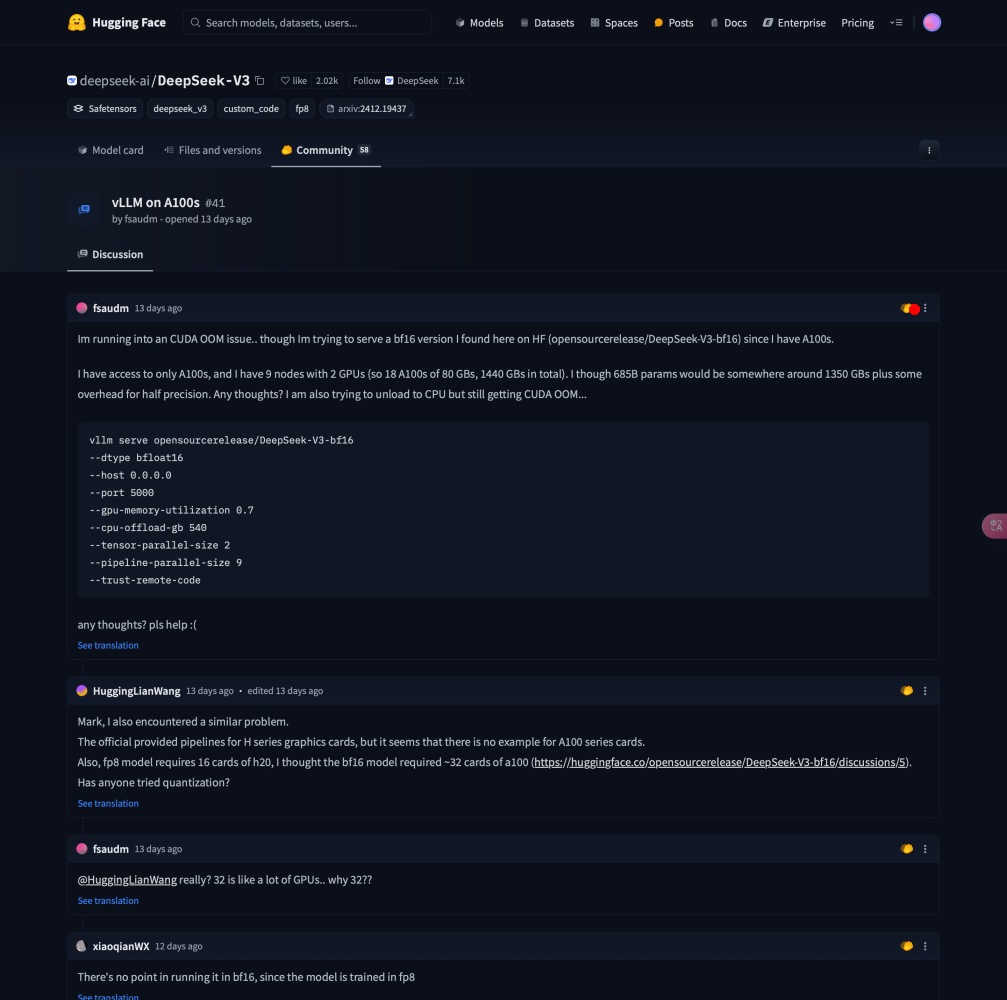 Hugging Face
Search models, datasets, users...
Models
Datasets
Spaces
Posts
Docs
Enterprise
Pricing
deepseek-ai/DeepSeek-V3
like 2.02k
Follow DeepSeek 7.1k
Safetensors
deepseek_v3
custom_code
fp8
arxiv:2412.19437
Model card
Files and versions
Community 58
vLLM on A100s #41
by fsaudm - opened 13 days ago
Discussion
fsaudm 13 days ago
Im running into an CUDA OOM issue.. though Im trying to serve a bf16 version I found here on HF (opensourcerelease/DeepSeek-V3-bf16) since I have A100s.
I have access to only A100s, and I have 9 nodes with 2 GPUs (so 18 A100s of 80 GBs, 1440 GBs in total). I though 685B params would be somewhere around 1350 GBs plus some
overhead for half precision. Any thoughts? I am also trying to unload to CPU but still getting CUDA OOM...
vllm serve opensourcerelease/DeepSeek-V3-bf16
--dtype bfloat16
--host 0.0.0.0
--port 5000
--gpu-memory-utilization 0.7
--cpu-offload-gb 540
--tensor-parallel-size 2
--pipeline-parallel-size 9
--trust-remote-code
any thoughts? pls help :(
See translation
HuggingLianWang 13 days ago • edited 13 days ago
Mark, I also encountered a similar problem.
The official provided pipelines for H series graphics cards, but it seems that there is no example for A100 series cards.
Also, fp8 model requires 16 cards of h20, I thought the bf16 model required ~32 cards of a100 (https://huggingface.co/opensourcerelease/DeepSeek-V3-bf16/discussions/5).
Has anyone tried quantization?
See translation
fsaudm 13 days ago
@HuggingLianWang really? 32 is like a lot of GPUs.. why 32??
See translation
xiaoqianWX 12 days ago
There's no point in running it in bf16, since the model is trained in fp8
See translation